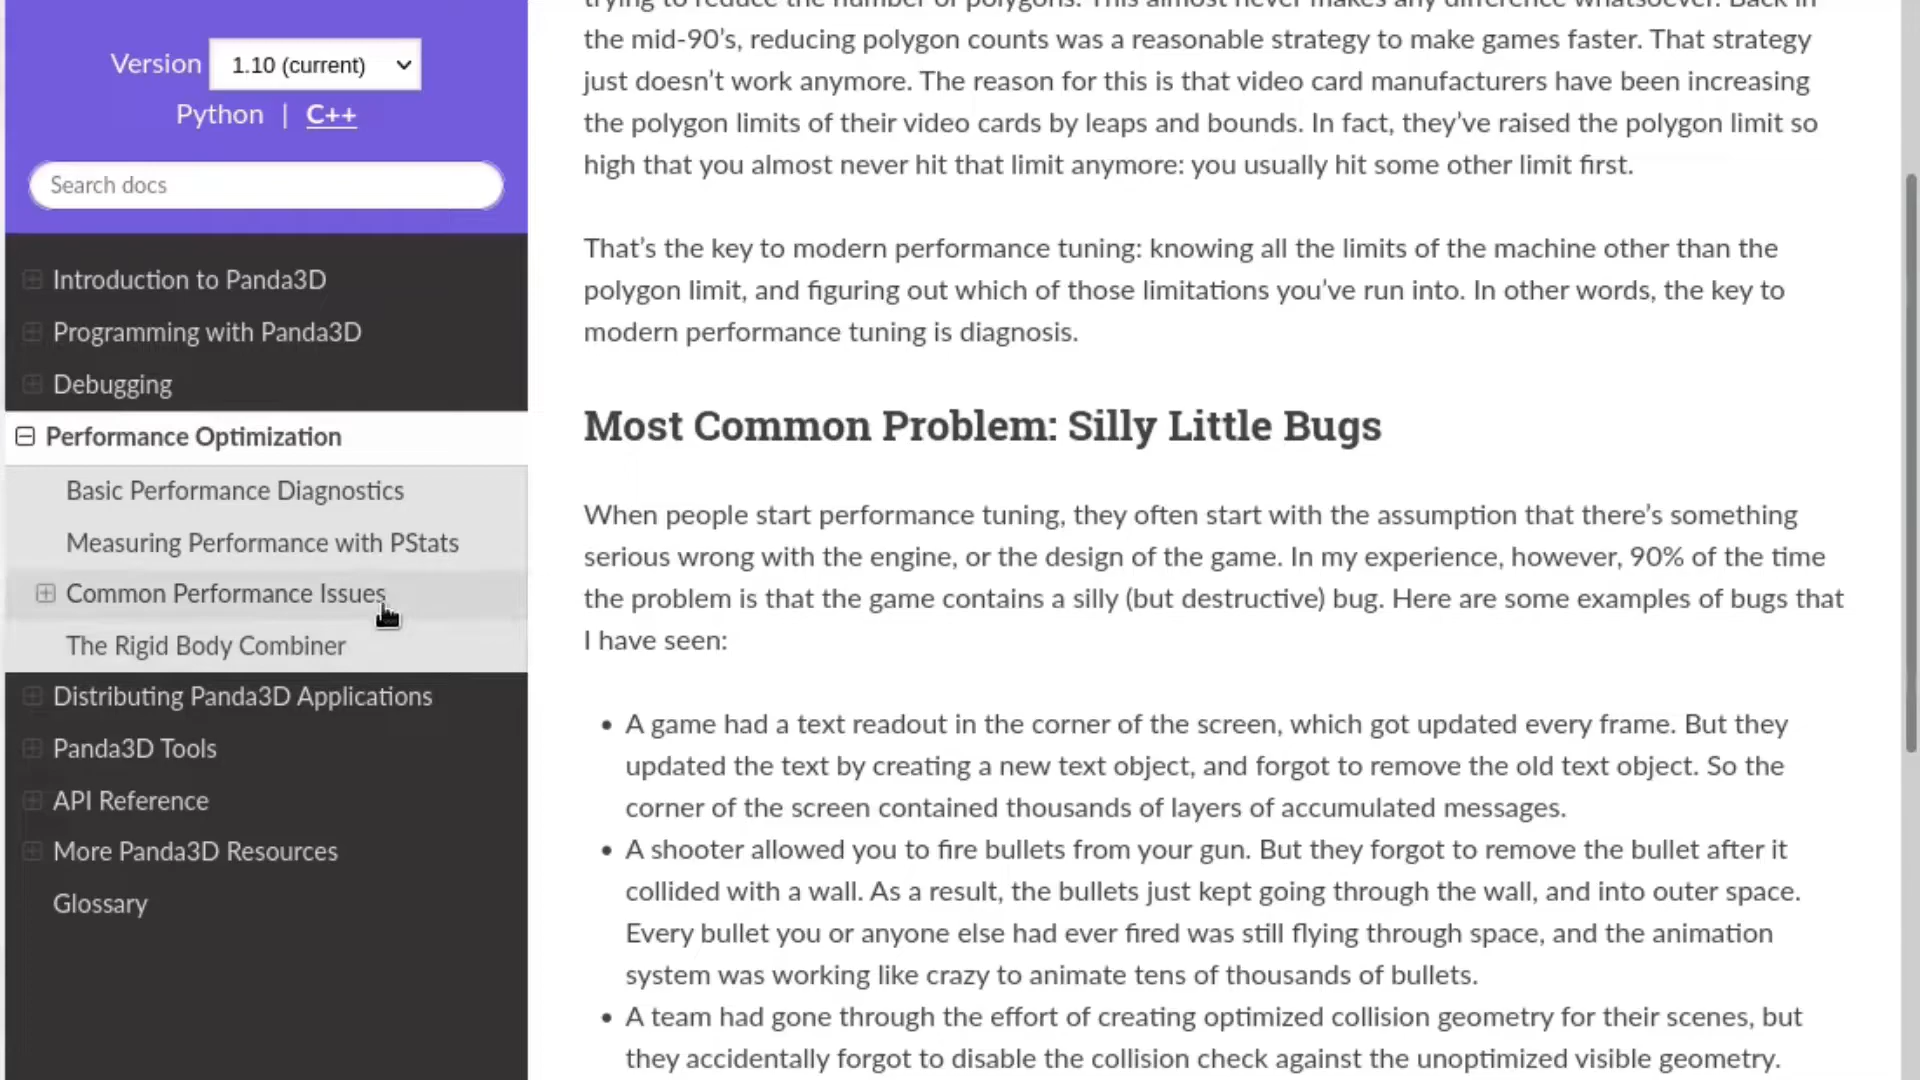 Version 1.10 (current)
Python | C++
Search docs
Introduction to Panda3D
Programming with Panda3D
Debugging
Performance Optimization
Basic Performance Diagnostics
Measuring Performance with PStats
Common Performance Issues
The Rigid Body Combiner
Distributing Panda3D Applications
Panda3D Tools
API Reference
More Panda3D Resources
Glossary
trying to reduce the number of polygons. This almost never makes any difference whatsoever. Back in
the mid-90’s, reducing polygon counts was a reasonable strategy to make games faster. That strategy
just doesn’t work anymore. The reason for this is that video card manufacturers have been increasing
the polygon limits of their video cards by leaps and bounds. In fact, they’ve raised the polygon limit so
high that you almost never hit that limit anymore: you usually hit some other limit first.
That’s the key to modern performance tuning: knowing all the limits of the machine other than the
polygon limit, and figuring out which of those limitations you’ve run into. In other words, the key to
modern performance tuning is diagnosis.
Most Common Problem: Silly Little Bugs
When people start performance tuning, they often start with the assumption that there’s something
serious wrong with the engine, or the design of the game. In my experience, however, 90% of the time
the problem is that the game contains a silly (but destructive) bug. Here are some examples of bugs that
I have seen:
• A game had a text readout in the corner of the screen, which got updated every frame. But they
updated the text by creating a new text object, and forgot to remove the old text object. So the
corner of the screen contained thousands of layers of accumulated messages.
• A shooter allowed you to fire bullets from your gun. But they forgot to remove the bullet after it
collided with a wall. As a result, the bullets just kept going through the wall, and into outer space.
Every bullet you or anyone else had ever fired was still flying through space, and the animation
system was working like crazy to animate tens of thousands of bullets.
• A team had gone through the effort of creating optimized collision geometry for their scenes, but
they accidentally forgot to disable the collision check against the unoptimized visible geometry.